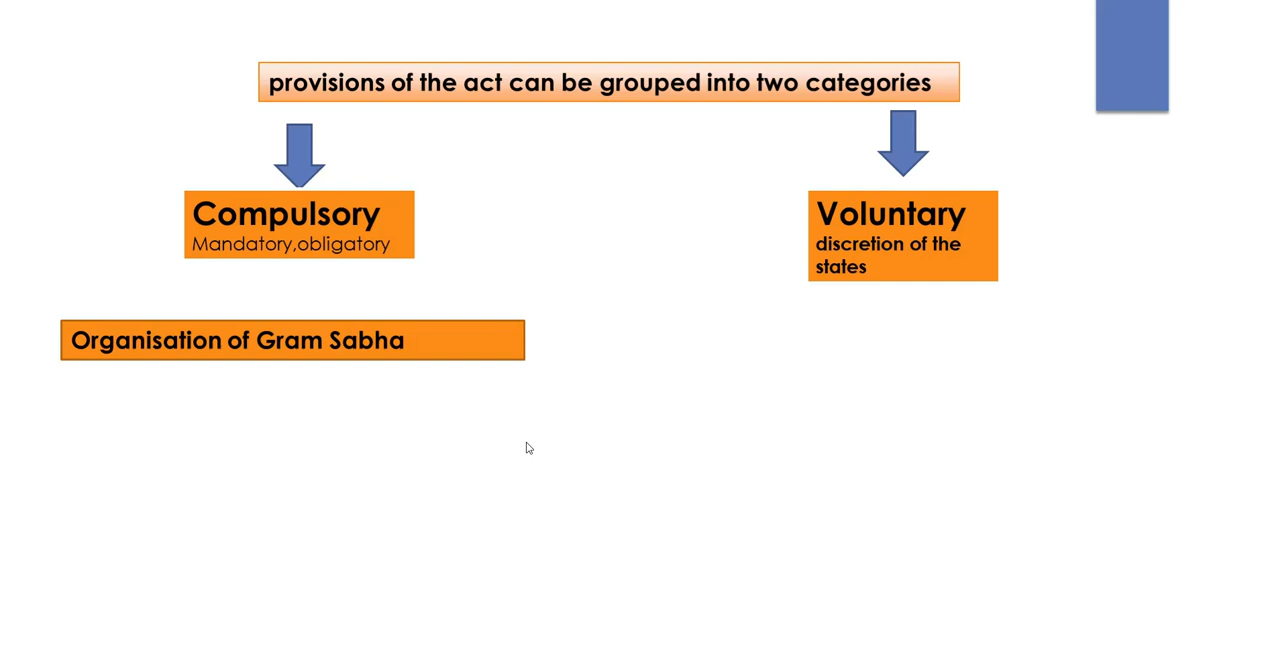 provisions of the act can be grouped into two categories
Compulsory
Mandatory,obligatory
Voluntary
discretion of the
states
Organisation of Gram Sabha